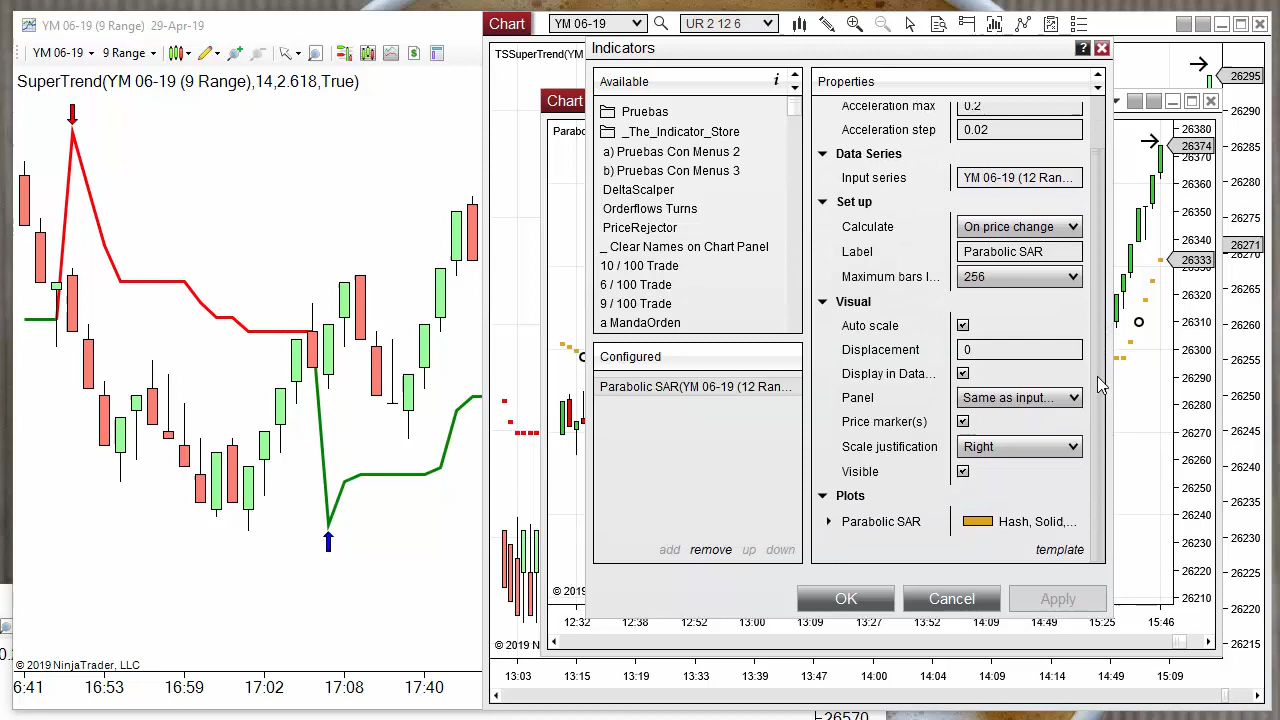 YM 06-19 (9 Range) 29-Apr-19
YM 06-19 9 Range
SuperTrend(YM 06-19 (9 Range),14,2.618,True)
© 2019 NinjaTrader, LLC
6:41 16:53 16:59 17:02 17:08 17:40
Chart YM 06-19 UR 2 12 6
TSSuperTrend(YM
Chart
Parabo
© 20
© 2019 N
Indicators
?
Available
i
Pruebas
_The_Indicator_Store
a) Pruebas Con Menus 2
b) Pruebas Con Menus 3
DeltaScalper
Orderflows Turns
PriceRejector
_ Clear Names on Chart Panel
10 / 100 Trade
6 / 100 Trade
9 / 100 Trade
a MandaOrden
Configured
Parabolic SAR(YM 06-19 (12 Ran...
add remove up down
Properties
Acceleration max 0.2
Acceleration step 0.02
Data Series
Input series YM 06-19 (12 Ran...
Set up
Calculate On price change
Label Parabolic SAR
Maximum bars l... 256
Visual
Auto scale
Displacement 0
Display in Data...
Panel Same as input...
Price marker(s)
Scale justification Right
Visible
Plots
Parabolic SAR Hash, Solid,...
template
OK Cancel Apply
26380
26374
26370
26360
26350
26340
26333
26320
26310
26300
26290
26280
26270
26260
26250
26240
26230
26220
26210
26295
26290
26285
26280
26275
26271
26270
26265
26260
26255
26250
26245
26240
26235
26230
26225
26220
26215
12:32 12:38 12:52 13:00 13:09 13:27 13:52 14:09 14:29 14:49 15:25 15:46
13:03 13:15 13:19 13:33 13:39 13:47 14:00 14:04 14:09 14:14 14:49 15:09
26570